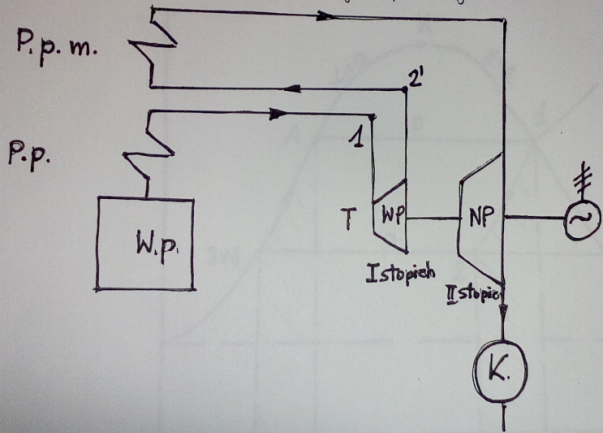 P.p.m.
2'
1
P.p.
W.p.
T
WP
NP
~
I stopień
II stopień
K.